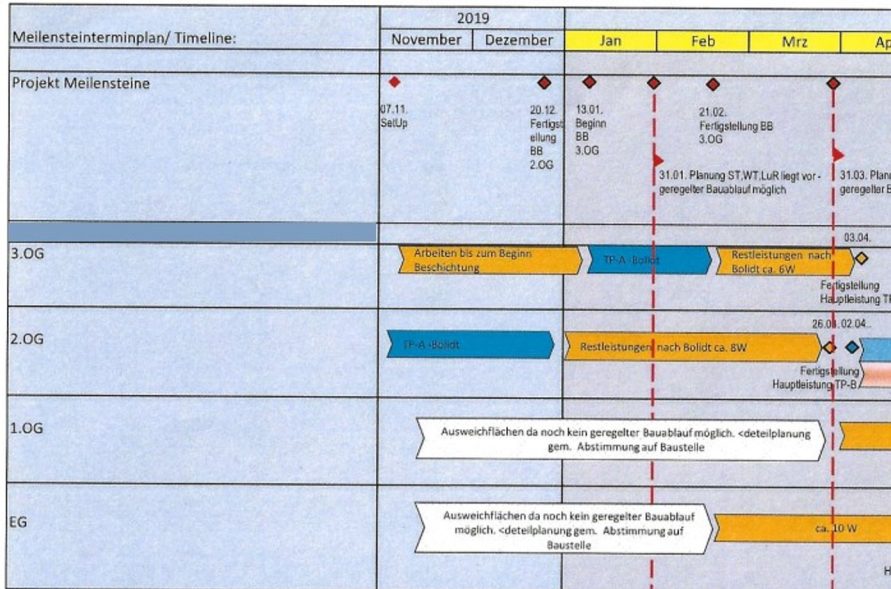 Meilensteinterminplan/ Timeline:
2019
November
Dezember
Jan
Feb
Mrz
Projekt Meilensteine
07.11.
SetUp
20.12.
Fertigst
ellung
BB
2.OG
13.01.
Beginn
BB
3.OG
21.02.
Fertigstellung BB
3.OG
31.01. Planung ST,WT,LuR liegt vor -
geregelter Bauablauf möglich
31.03.
geregelter
3.OG
Arbeiten bis zum Beginn
Beschichtung
TP-A -Bolidt
Restleistungen nach
Bolidt ca. 6W
03.04.
Fertigstellung
Hauptleistung
2.OG
TP-A -Bolidt
Restleistungen nach Bolidt ca. 8W
02.04..
Fertigstellung
Hauptleistung TP-B
1.OG
Ausweichflächen da noch kein geregelter Bauablauf möglich. <deteilplanung
gem. Abstimmung auf Baustelle
EG
Ausweichflächen da noch kein geregelter Bauablauf
möglich. <deteilplanung gem. Abstimmung auf
Baustelle
ca. 10 W